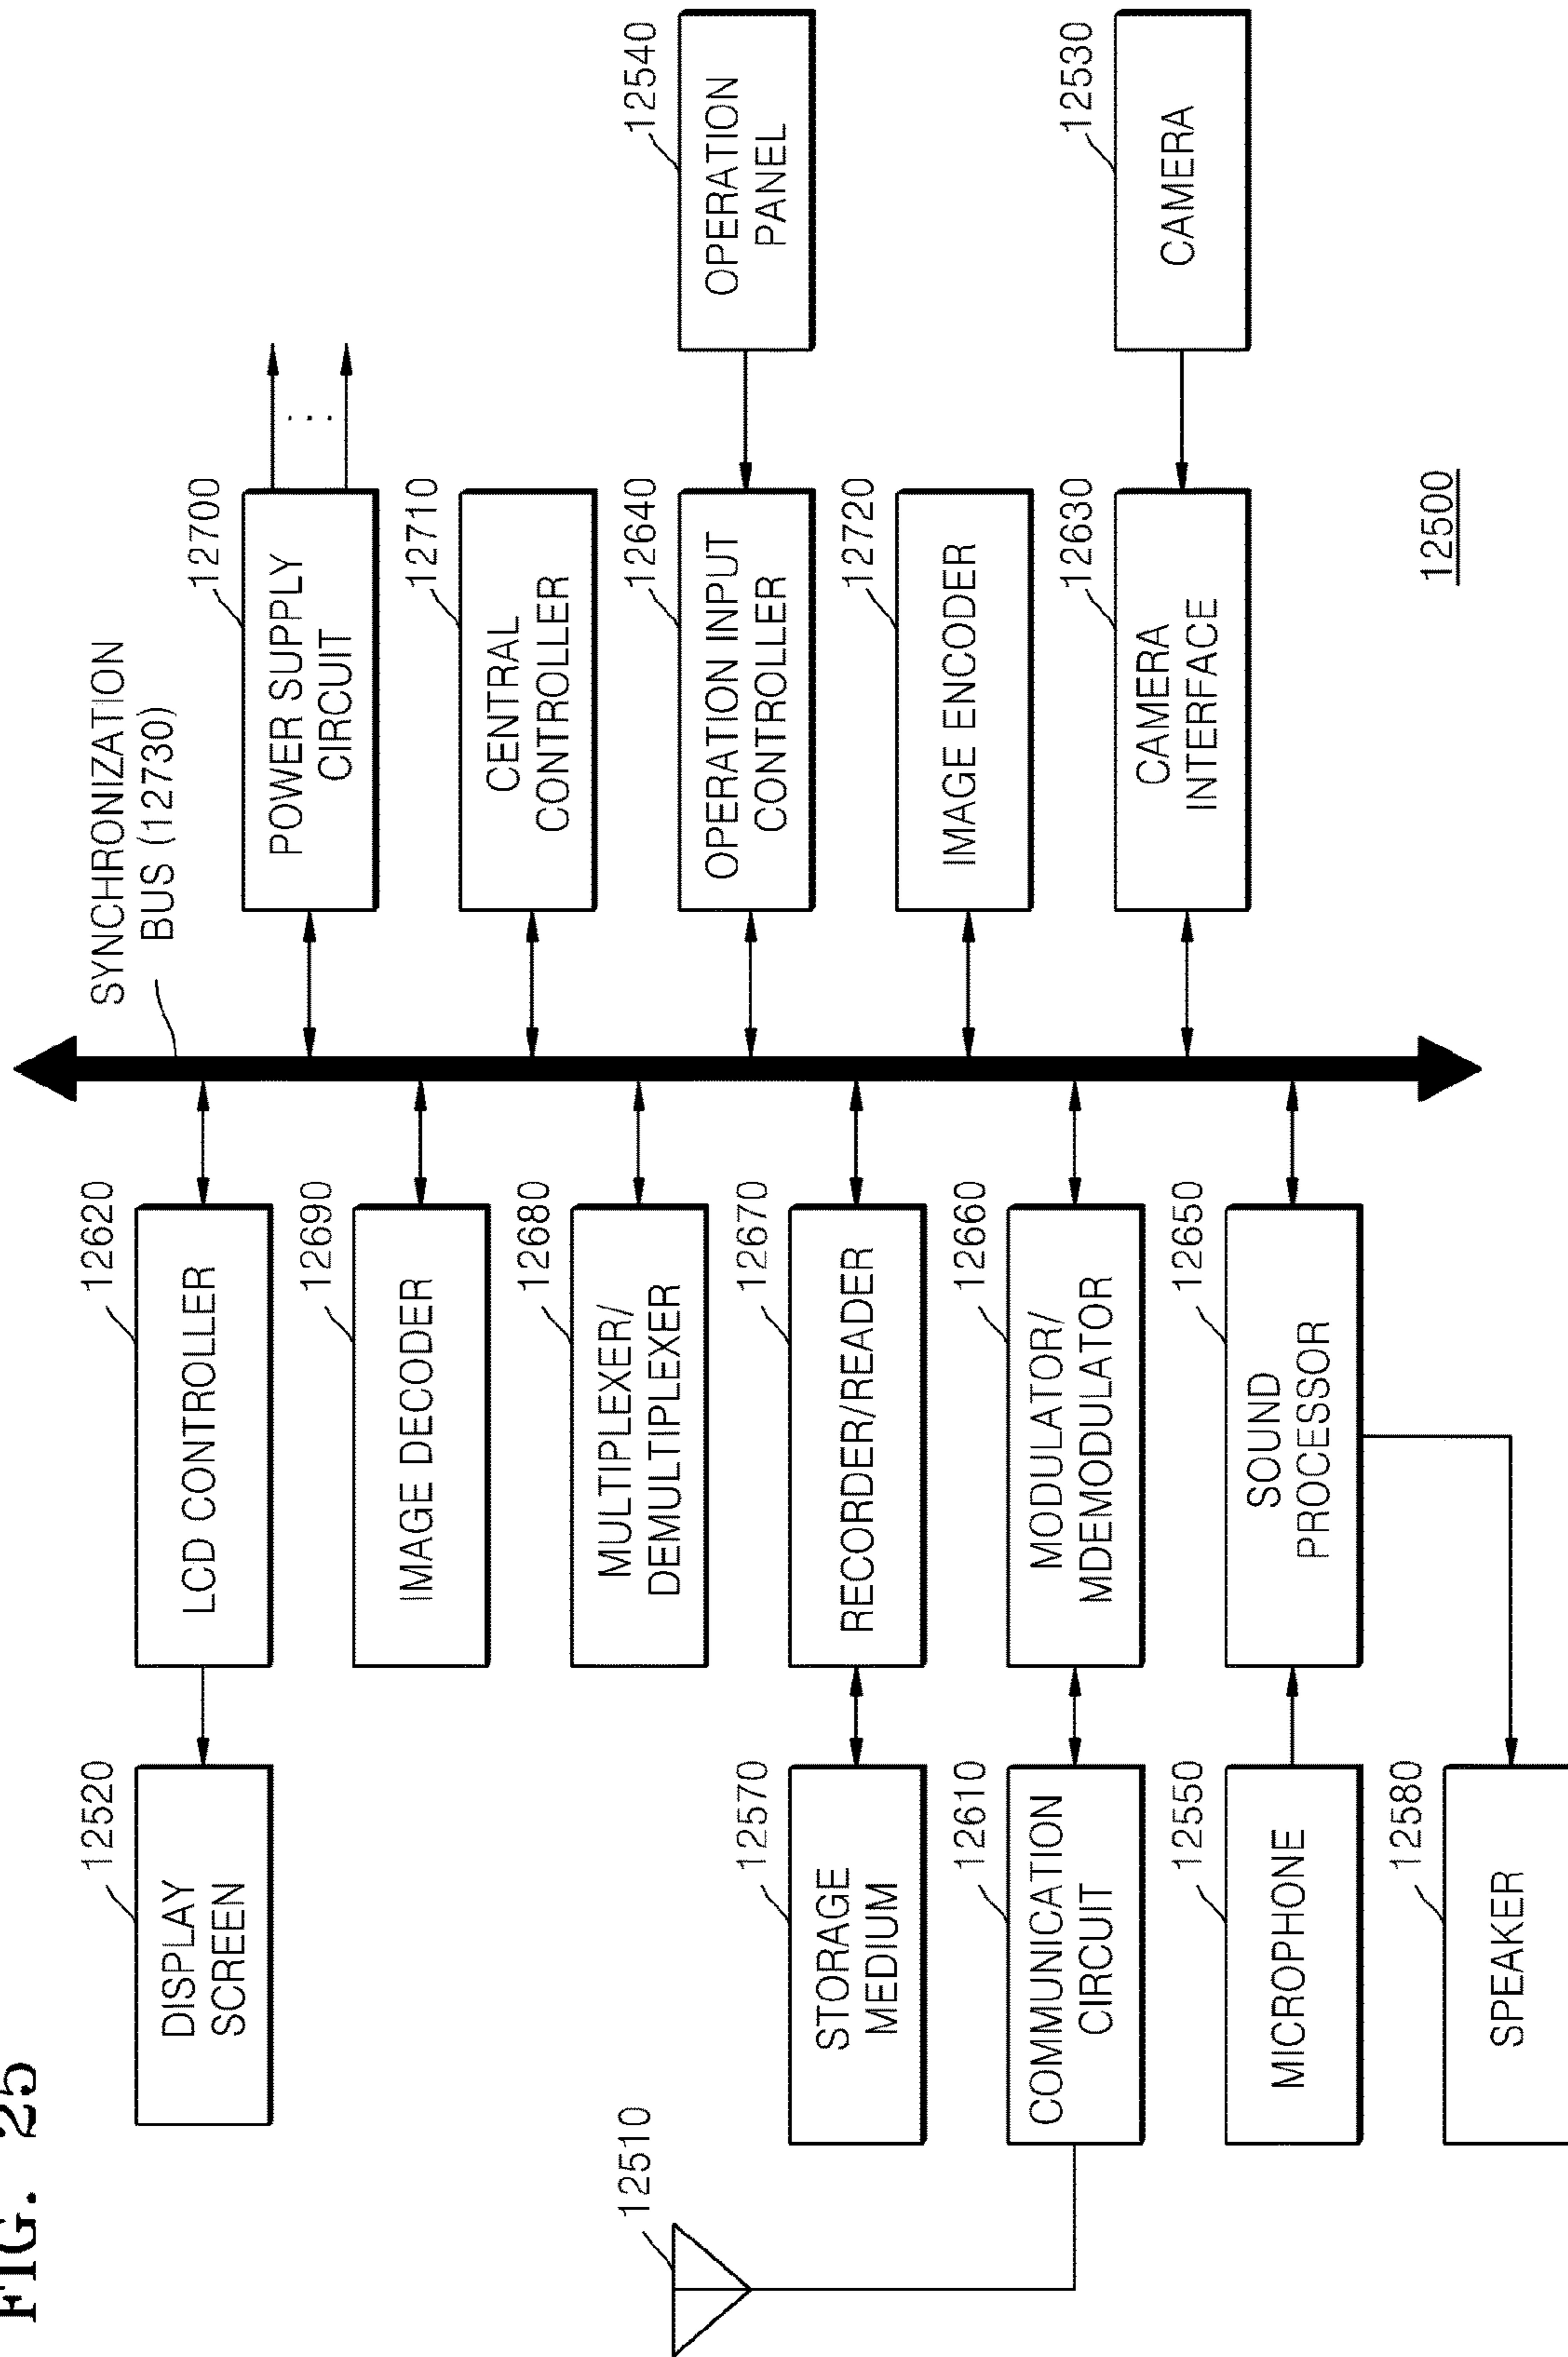 FIG. 25
12510
12520
DISPLAY
SCREEN
12620
LCD CONTROLLER
12690
IMAGE DECODER
12680
MULTIPLEXER/
DEMULTIPLEXER
12570
STORAGE
MEDIUM
12670
RECORDER/READER
12610
COMMUNICATION
CIRCUIT
12660
MODULATOR/
MDEMODULATOR
12550
MICROPHONE
12650
SOUND
PROCESSOR
12580
SPEAKER
SYNCHRONIZATION
BUS (12730)
12700
POWER SUPPLY
CIRCUIT
...
12710
CENTRAL
CONTROLLER
12640
OPERATION INPUT
CONTROLLER
12540
OPERATION
PANEL
12720
IMAGE ENCODER
12630
CAMERA
INTERFACE
12530
CAMERA
12500